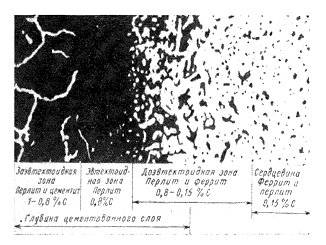 Заэвтектоидная
зона
Перлит и цементит
1–0,8 %С
Эвтектоид-
ная зона
Перлит
0,8%С
Доэвтектоидная зона
Перлит и феррит
0,8–0,15 %С
Сердцевина
Феррит и
перлит
0,15 %С
Глубина цементованного слоя